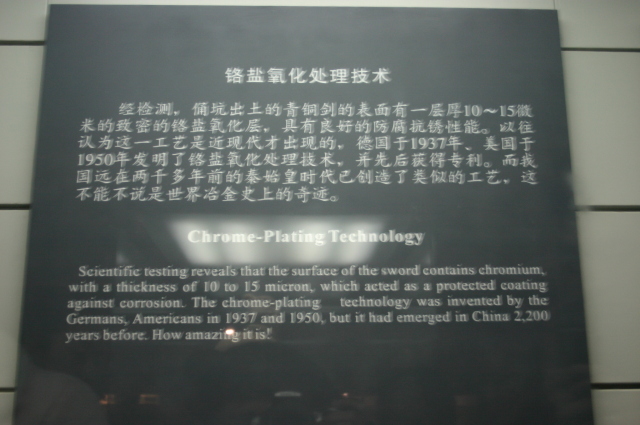 铬盐氧化处理技术
经检测，俑坑出土的青铜剑的表面有一层厚10～15微
米的致密的铬盐氧化层，具有良好的防腐抗锈性能。以往
认为这一工艺是近现代才出现的，德国于1937年、美国于
1950年发明了铬盐氧化处理技术，并先后获得专利。而我
国远在两千多年前的秦始皇时代已创造了类似的工艺，这
不能不说是世界冶金史上的奇迹。
Chrome-Plating Technology
Scientific testing reveals that the surface of the sword contains chromium,
with a thickness of 10 to 15 micron, which acted as a protected coating
against corrosion. The chrome-plating technology was invented by the
Germans, Americans in 1937 and 1950, but it had emerged in China 2,200
years before. How amazing it is!